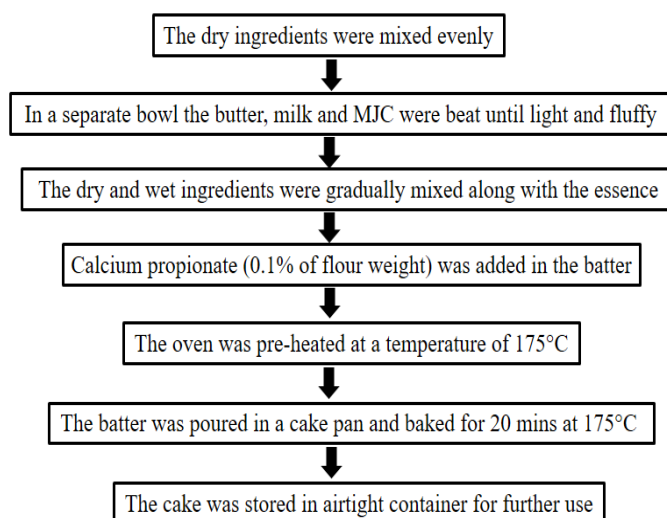 The dry ingredients were mixed evenly
In a separate bowl the butter, milk and MJC were beat until light and fluffy
The dry and wet ingredients were gradually mixed along with the essence
Calcium propionate (0.1% of flour weight) was added in the batter
The oven was pre-heated at a temperature of 175°C
The batter was poured in a cake pan and baked for 20 mins at 175°C
The cake was stored in airtight container for further use